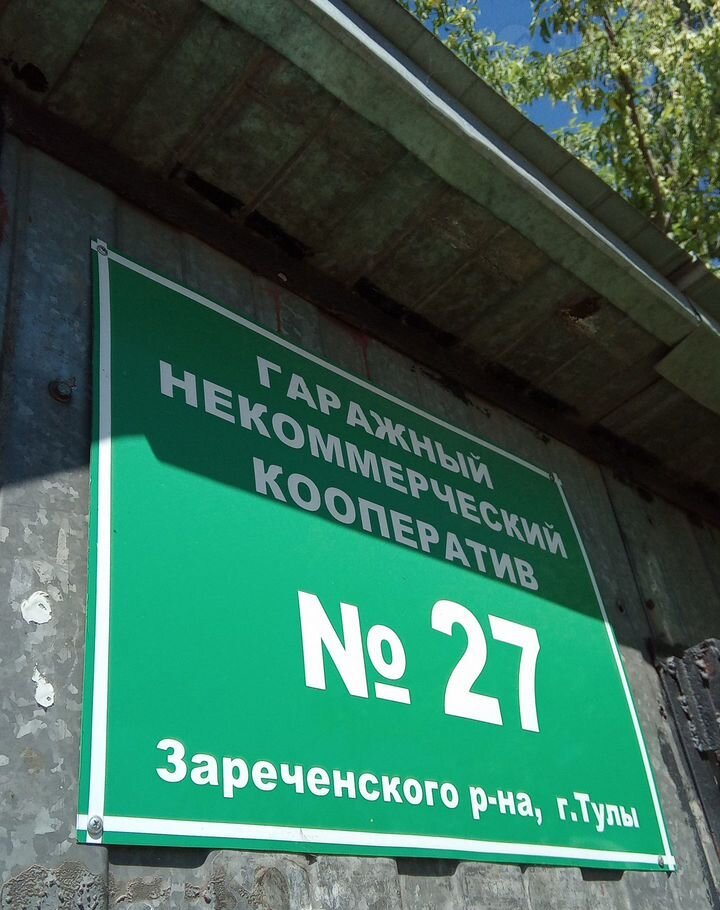 ГАРАЖНЫЙ
НЕКОММЕРЧЕСКИЙ
КООПЕРАТИВ
№ 27
Зареченского р-на, г.Тулы